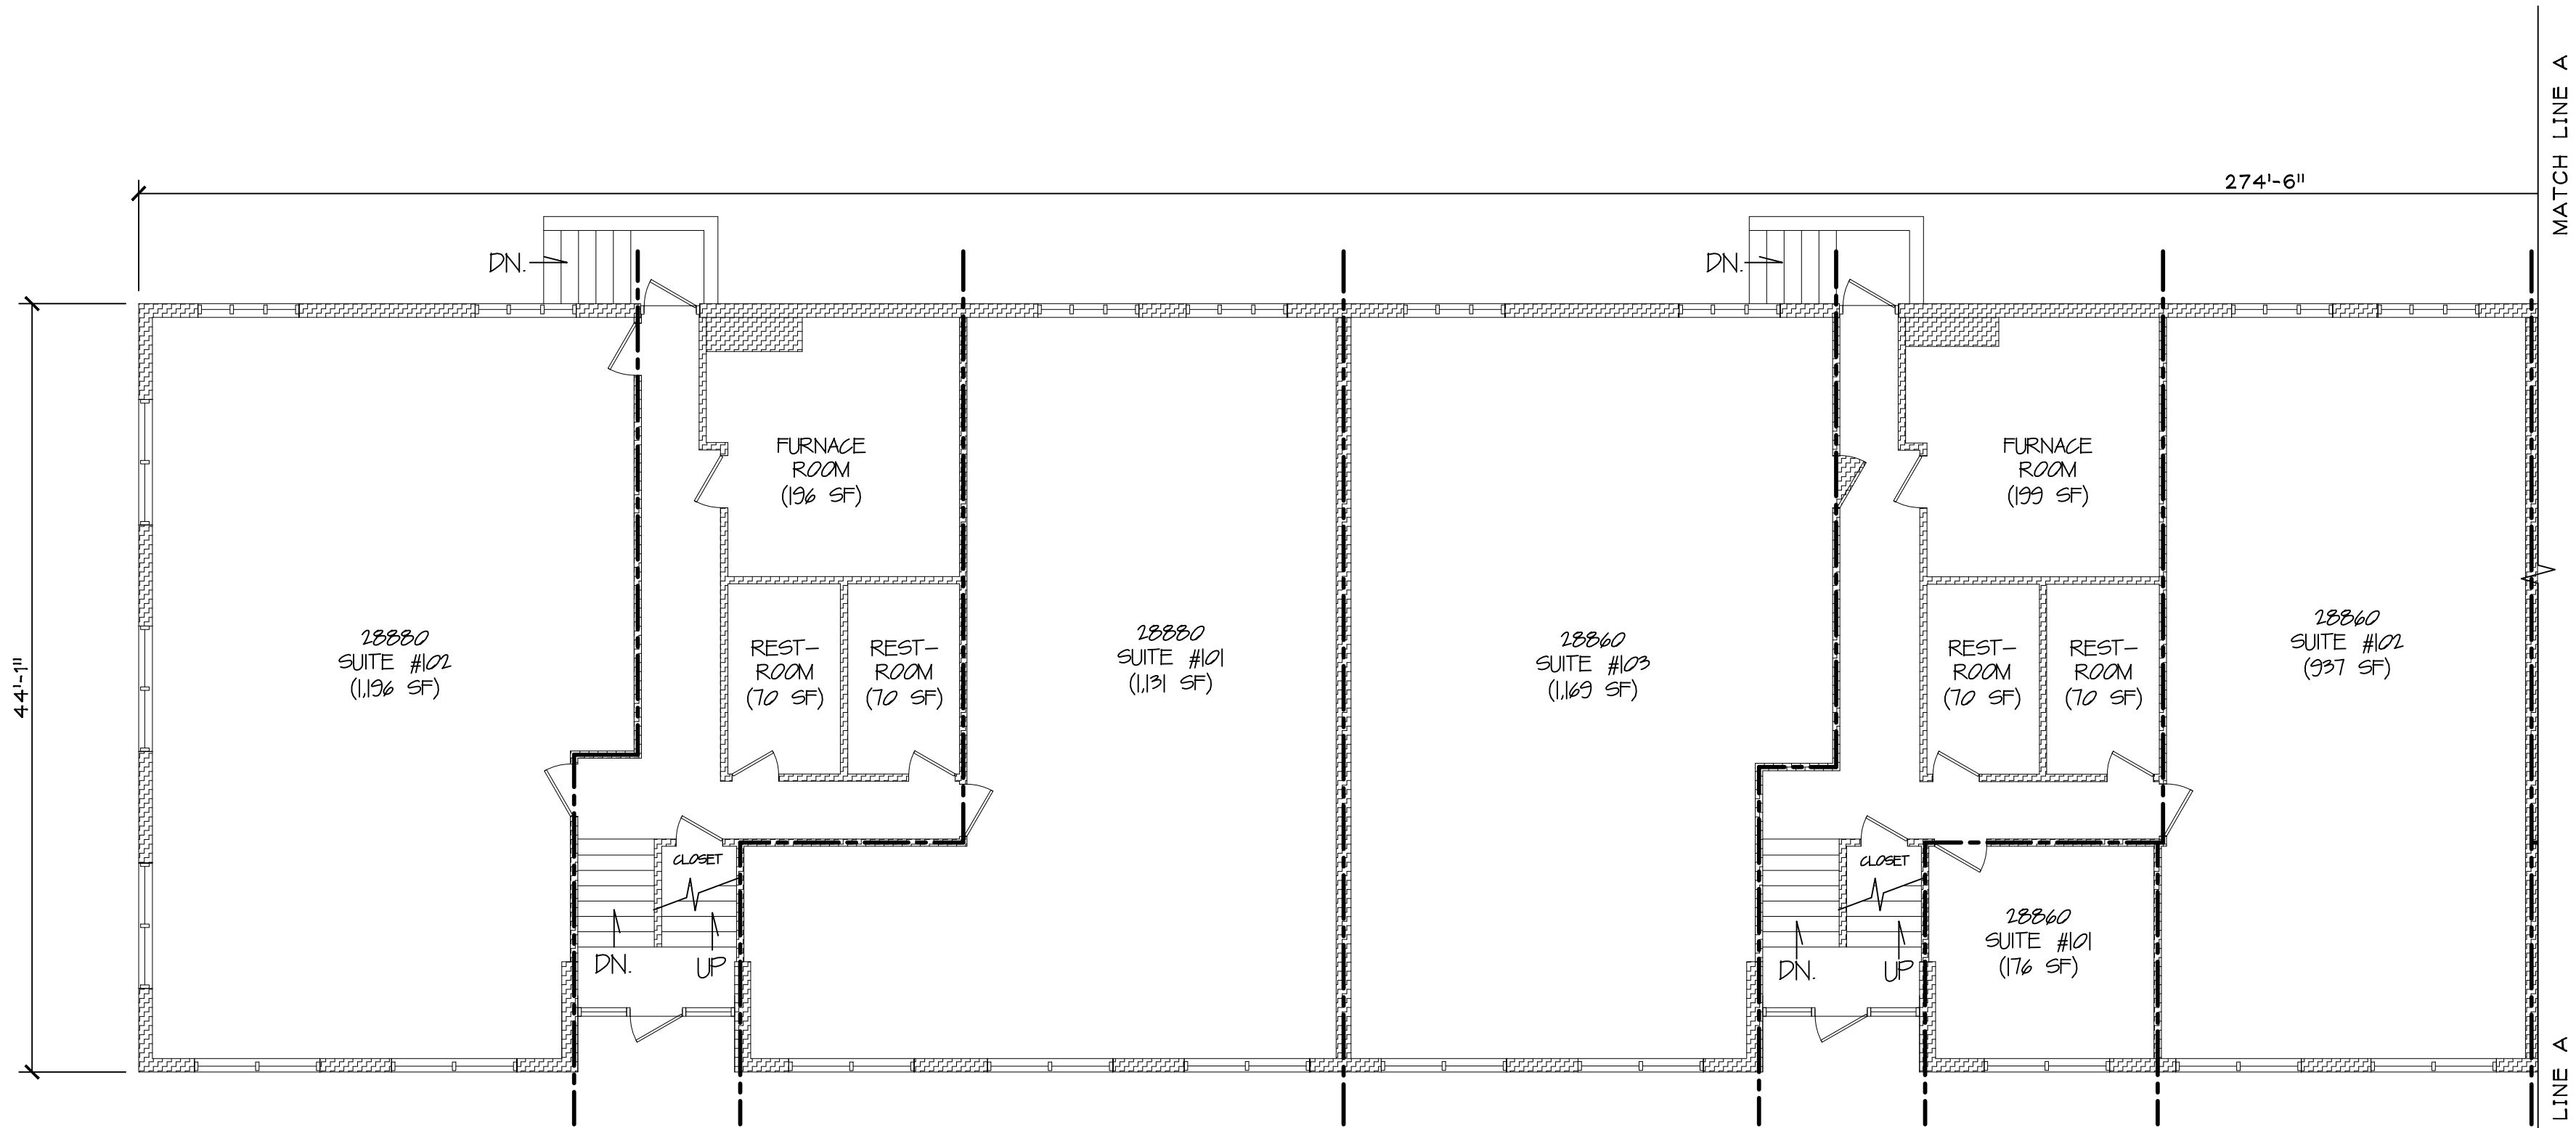 MATCH LINE A
274'-6"
DN.
DN.
44'-1"
FURNACE
ROOM
(196 SF)
FURNACE
ROOM
(199 SF)
28880
SUITE #102
(1,196 SF)
REST-
ROOM
(70 SF)
REST-
ROOM
(70 SF)
28880
SUITE #101
(1,131 SF)
28860
SUITE #103
(1,169 SF)
REST-
ROOM
(70 SF)
REST-
ROOM
(70 SF)
28860
SUITE #102
(937 SF)
CLOSET
DN.
UP
CLOSET
DN.
UP
28860
SUITE #101
(176 SF)
LINE A